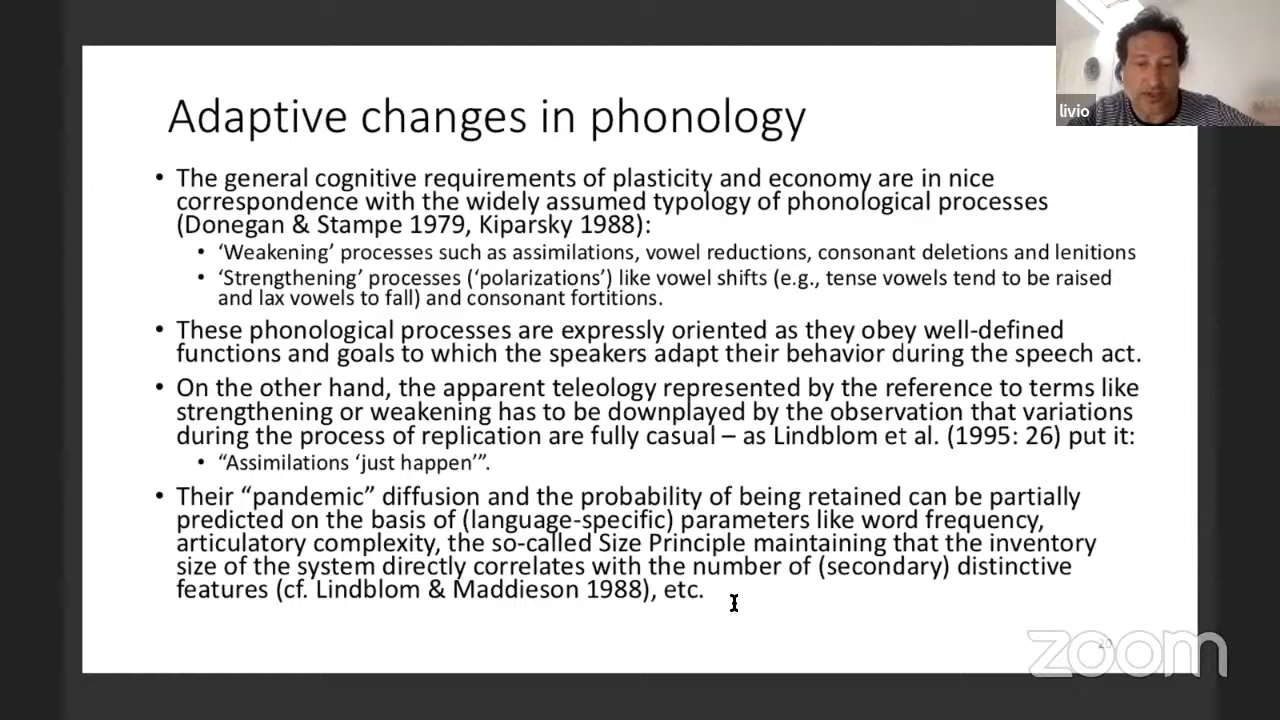 livio
Adaptive changes in phonology
• The general cognitive requirements of plasticity and economy are in nice
correspondence with the widely assumed typology of phonological processes
(Donegan & Stampe 1979, Kiparsky 1988):
• ‘Weakening’ processes such as assimilations, vowel reductions, consonant deletions and lenitions
• ‘Strengthening’ processes (‘polarizations’) like vowel shifts (e.g., tense vowels tend to be raised
and lax vowels to fall) and consonant fortitions.
• These phonological processes are expressly oriented as they obey well-defined
functions and goals to which the speakers adapt their behavior during the speech act.
• On the other hand, the apparent teleology represented by the reference to terms like
strengthening or weakening has to be downplayed by the observation that variations
during the process of replication are fully casual – as Lindblom et al. (1995: 26) put it:
• “Assimilations ‘just happen’”.
• Their “pandemic” diffusion and the probability of being retained can be partially
predicted on the basis of (language-specific) parameters like word frequency,
articulatory complexity, the so-called Size Principle maintaining that the inventory
size of the system directly correlates with the number of (secondary) distinctive
features (cf. Lindblom & Maddieson 1988), etc.
20
zoom